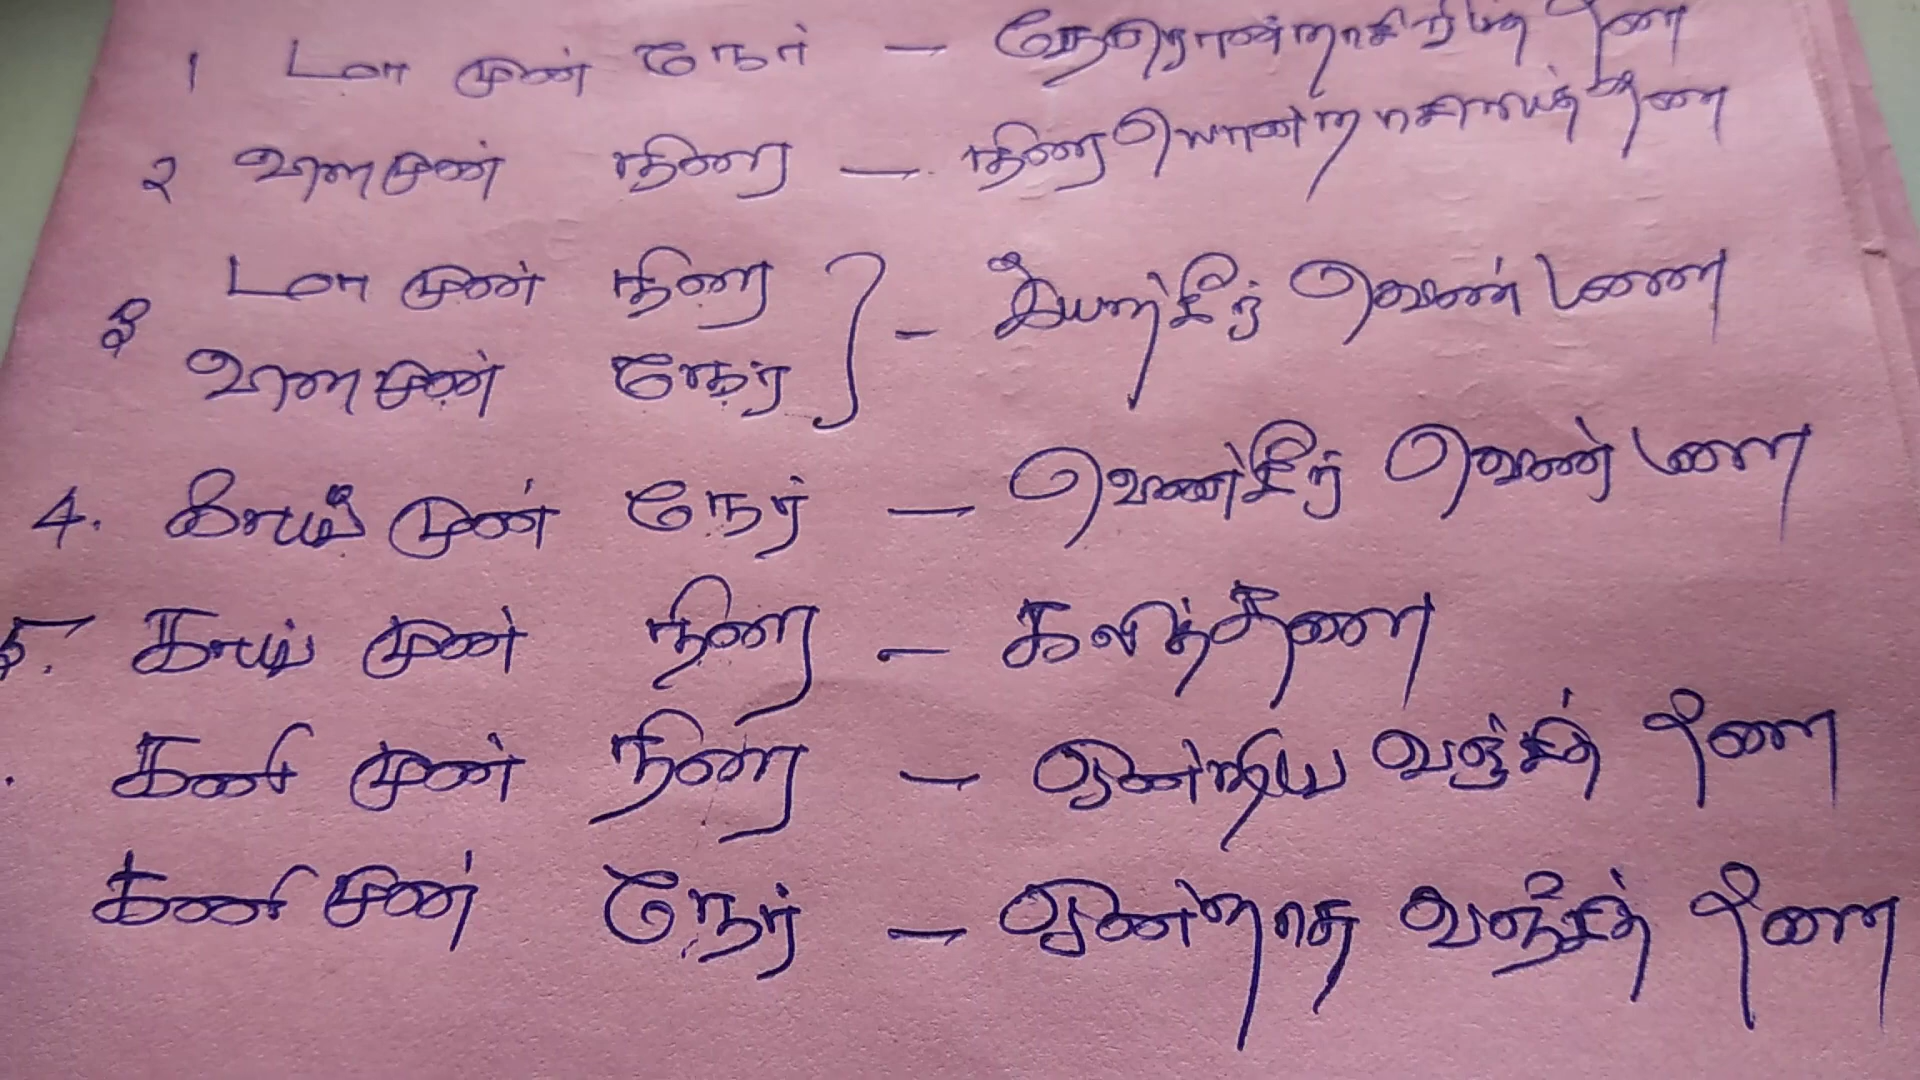 1 மா முன் நேர் — நேரொன்றாசிரியத் தளை
2 விளமுன் நிரை — நிரையொன்றாசிரியத் தளை
3 மா முன் நிரை } – இயற்சீர் வெண்டளை
விளமுன் நேர்
4. காய் முன் நேர் — வெண்சீர் வெண்டளை
5. காய் முன் நிரை – கலித்தளை
கனி முன் நிரை – ஒன்றிய வஞ்சித் தளை
கனி முன் நேர் – ஒன்றாத வஞ்சித் தளை